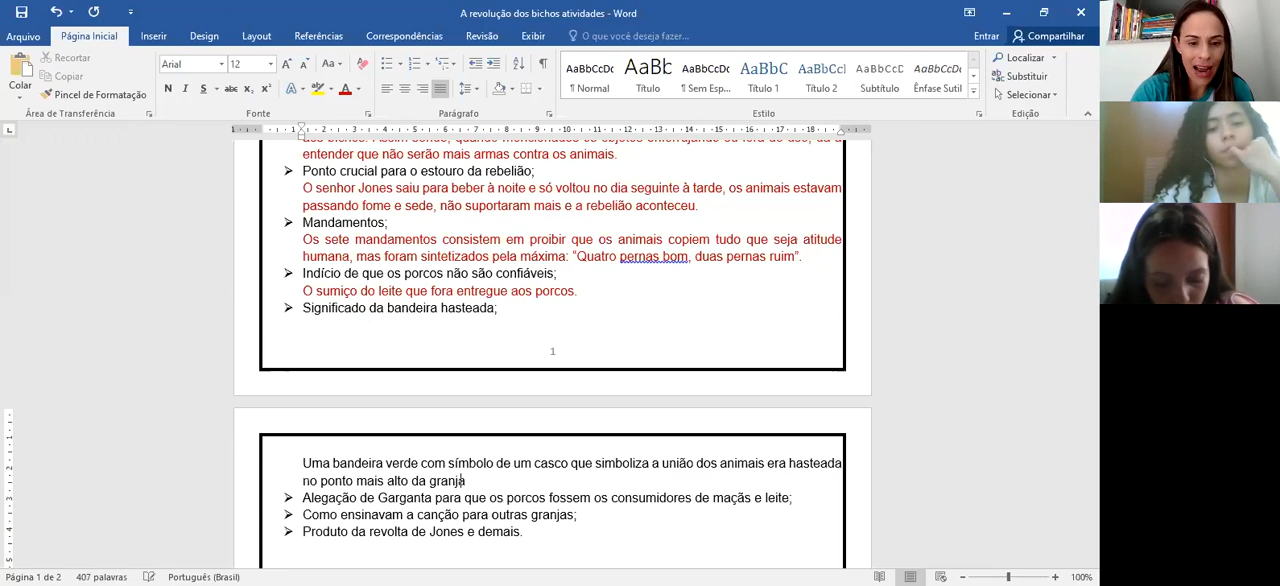 A revolução dos bichos atividades - Word
Arquivo Página Inicial Inserir Design Layout Referências Correspondências Revisão Exibir O que você deseja fazer... Entrar Compartilhar
Colar
Recortar
Copiar
Pincel de Formatação
Área de Transferência
Arial 12
Fonte
Parágrafo
AaBbCcDc AaBb AaBbCcDc AaBbC AaBbCcI AaBbCcD AaBbCcDc
¶ Normal Título ¶ Sem Esp... Título 1 Título 2 Subtítulo Ênfase Sutil
Estilo
Localizar
Substituir
Selecionar
Edição
entender que não serão mais armas contra os animais.
➢ Ponto crucial para o estouro da rebelião;
O senhor Jones saiu para beber à noite e só voltou no dia seguinte à tarde, os animais estavam
passando fome e sede, não suportaram mais e a rebelião aconteceu.
➢ Mandamentos;
Os sete mandamentos consistem em proibir que os animais copiem tudo que seja atitude
humana, mas foram sintetizados pela máxima: “Quatro pernas bom, duas pernas ruim”.
➢ Indício de que os porcos não são confiáveis;
O sumiço do leite que fora entregue aos porcos.
➢ Significado da bandeira hasteada;
1
Uma bandeira verde com símbolo de um casco que simboliza a união dos animais era hasteada
no ponto mais alto da granja
➢ Alegação de Garganta para que os porcos fossem os consumidores de maçãs e leite;
➢ Como ensinavam a canção para outras granjas;
➢ Produto da revolta de Jones e demais.
Página 1 de 2 407 palavras Português (Brasil) 100%